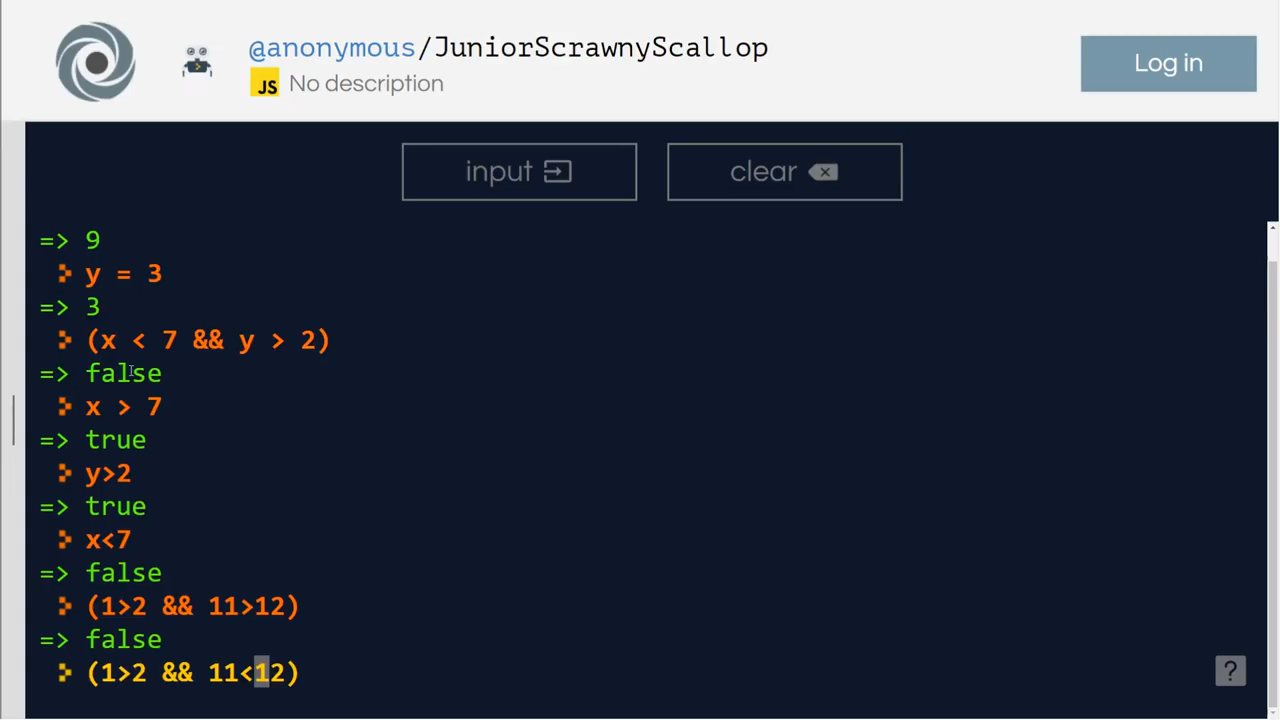 @anonymous/JuniorScrawnyScallop
Log in
JS No description
input clear
=> 9
y = 3
=> 3
(x < 7 && y > 2)
=> false
x > 7
=> true
y>2
=> true
x<7
=> false
(1>2 && 11>12)
=> false
(1>2 && 11<12)
?